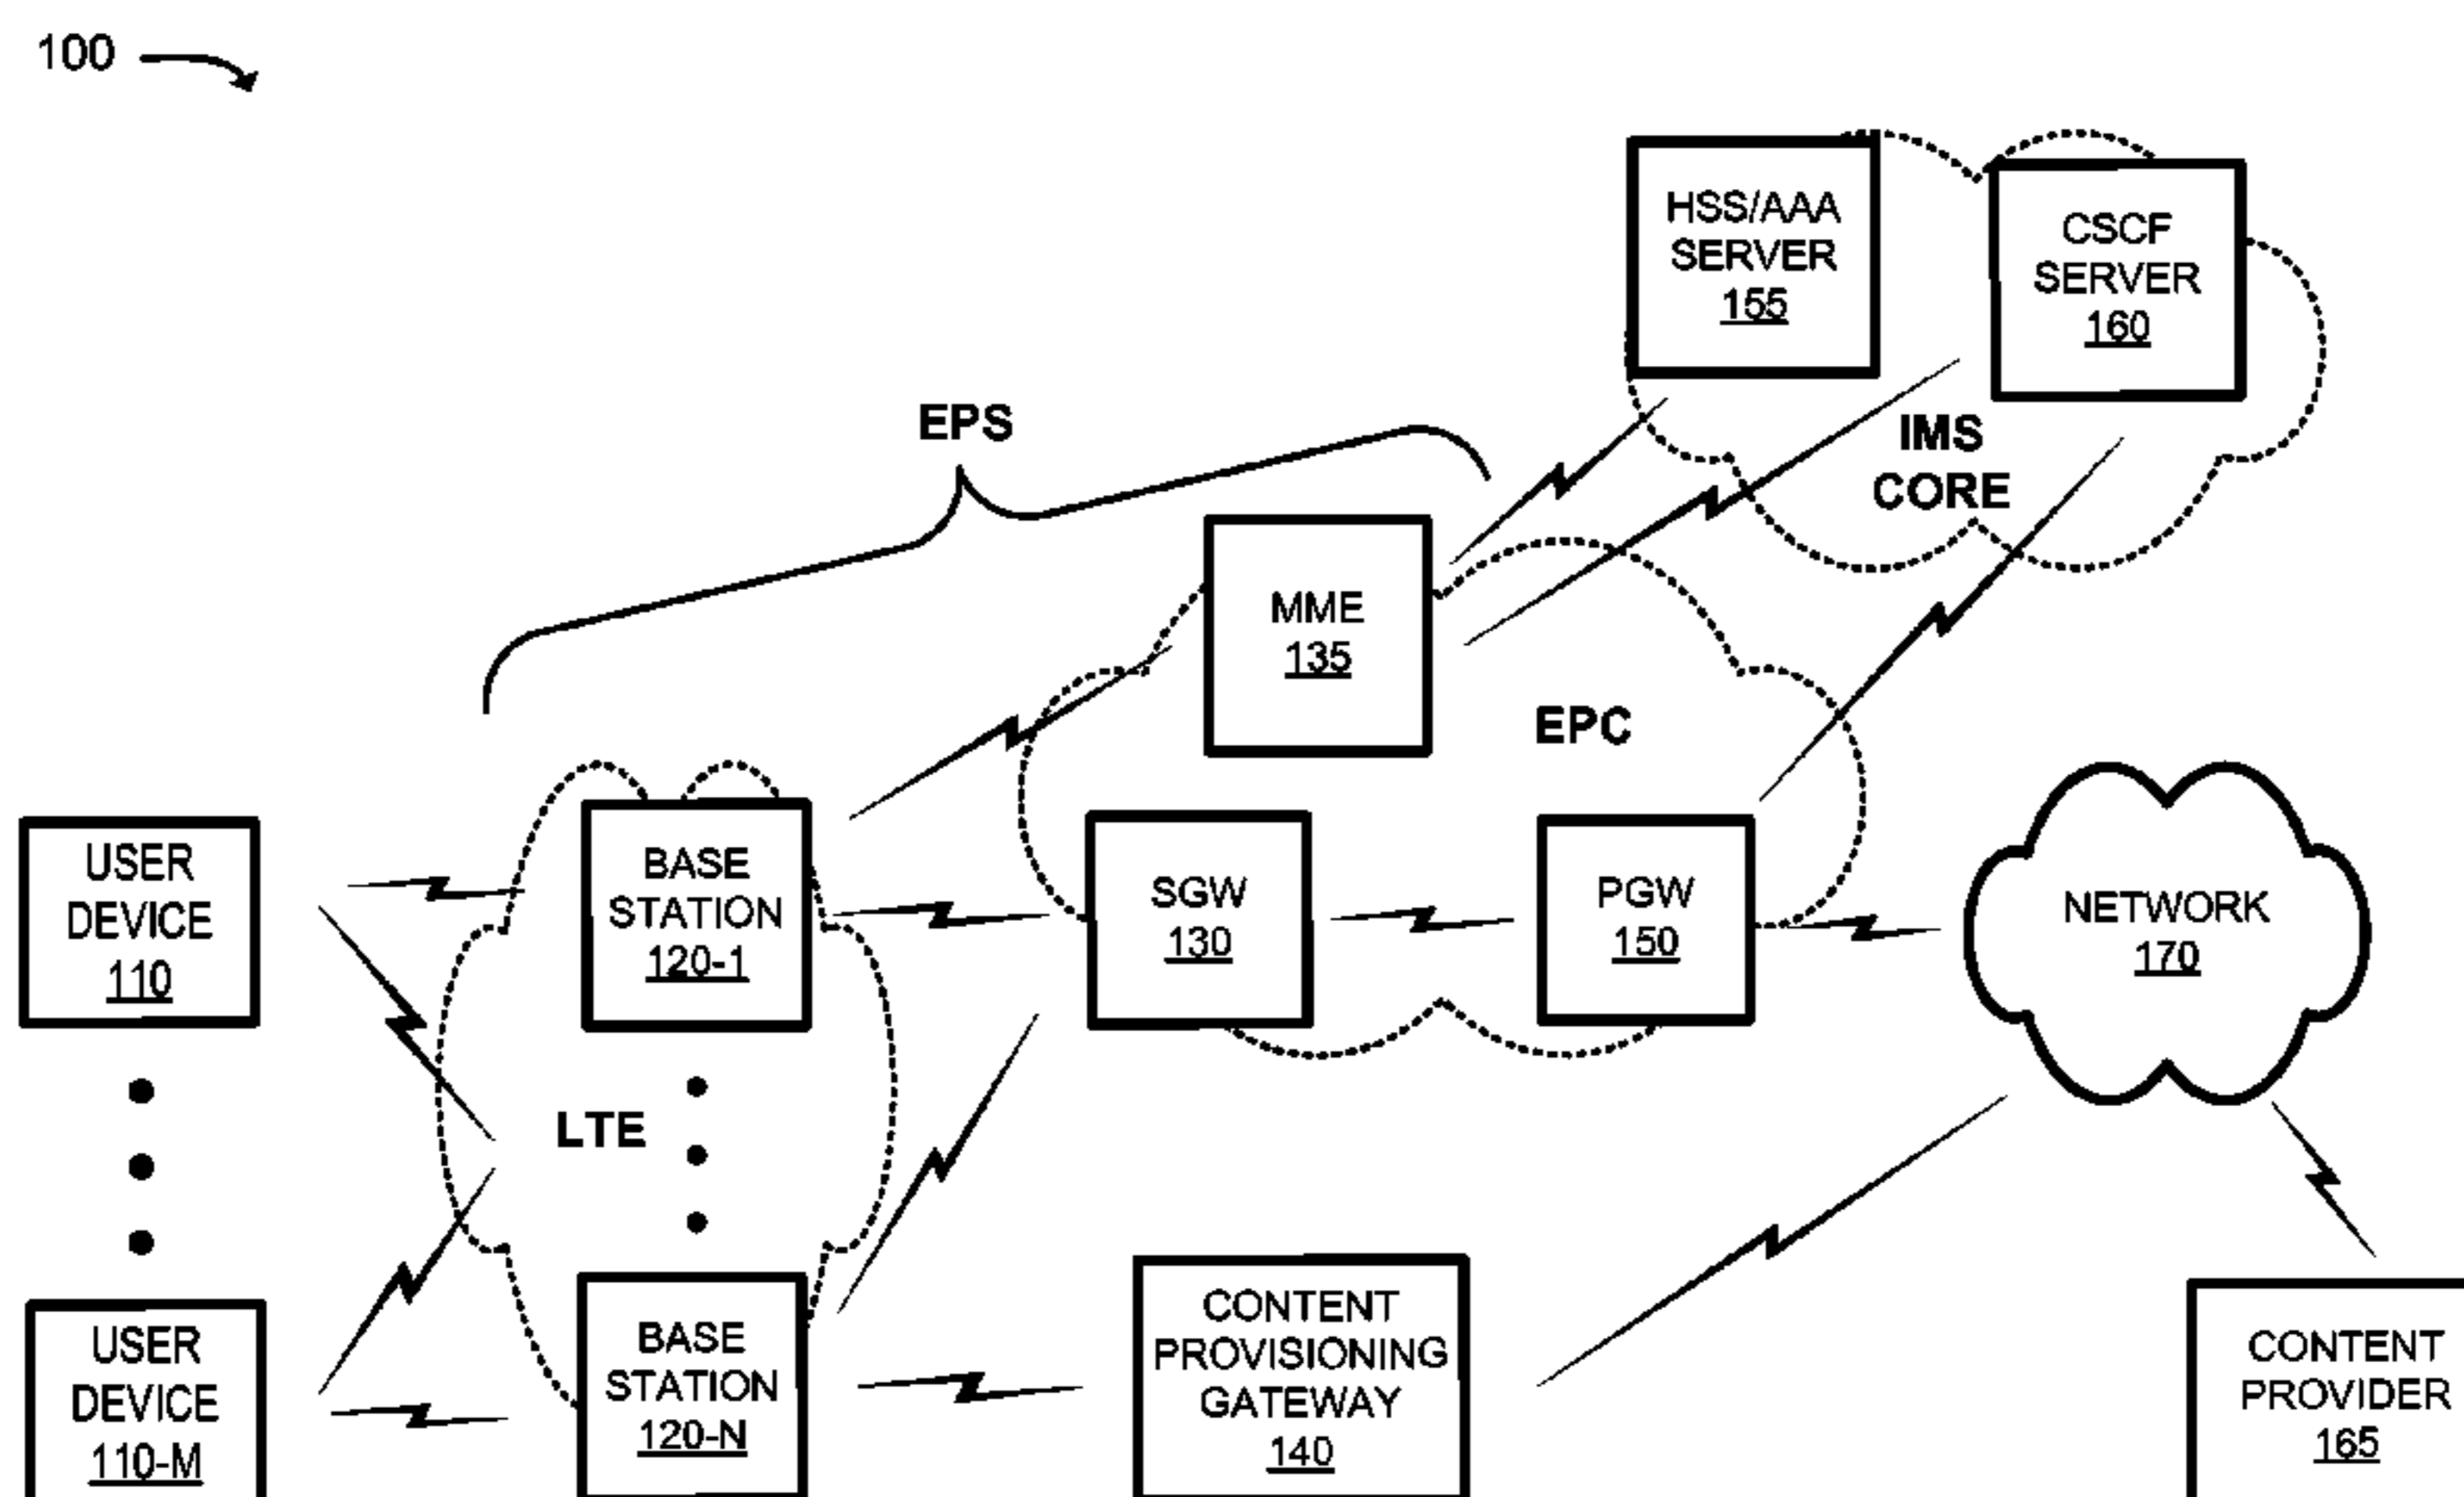 100
HSS/AAA
SERVER
155
CSCF
SERVER
160
EPS
IMS
CORE
MME
135
EPC
USER
DEVICE
110
BASE
STATION
120-1
SGW
130
PGW
150
NETWORK
170
LTE
USER
DEVICE
110-M
BASE
STATION
120-N
CONTENT
PROVISIONING
GATEWAY
140
CONTENT
PROVIDER
165